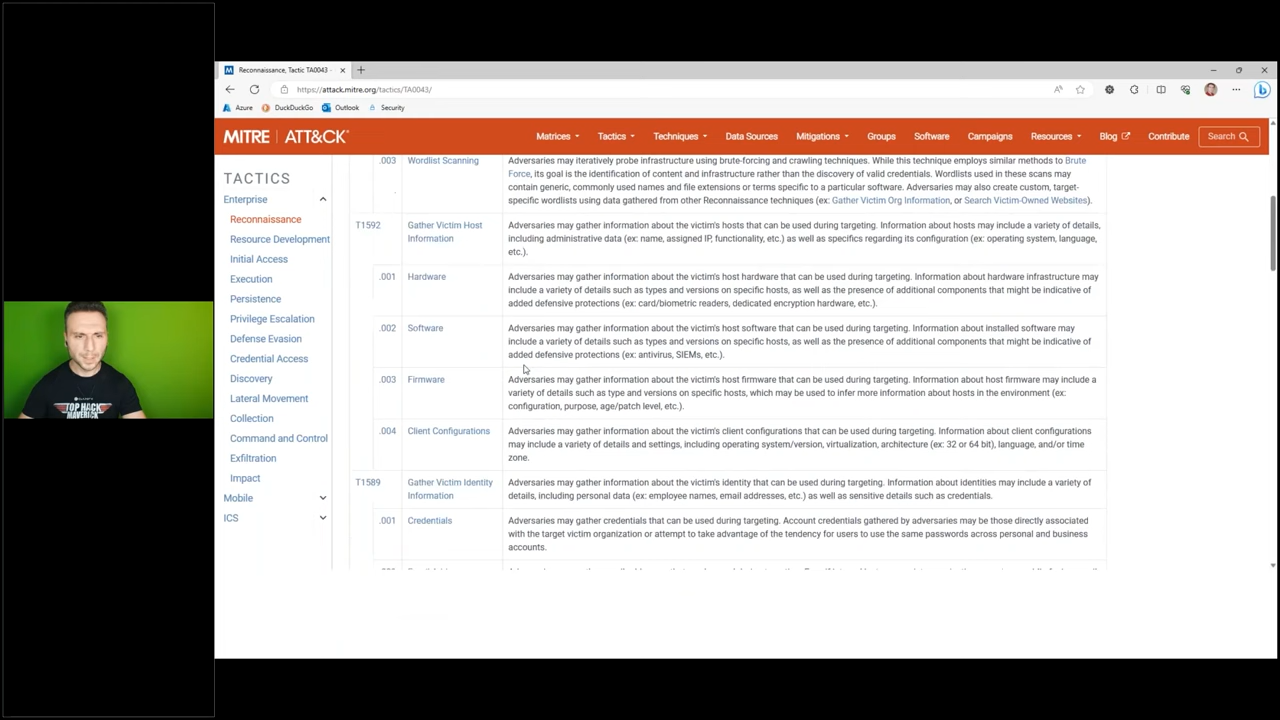 Reconnaissance, Tactic TA0043 -
https://attack.mitre.org/tactics/TA0043/
Azure
DuckDuckGo
Outlook
Security
MITRE | ATT&CK®
Matrices
Tactics
Techniques
Data Sources
Mitigations
Groups
Software
Campaigns
Resources
Blog
Contribute
Search
TACTICS
Enterprise
Reconnaissance
Resource Development
Initial Access
Execution
Persistence
Privilege Escalation
Defense Evasion
Credential Access
Discovery
Lateral Movement
Collection
Command and Control
Exfiltration
Impact
Mobile
ICS
.003 Wordlist Scanning
Adversaries may iteratively probe infrastructure using brute-forcing and crawling techniques. While this technique employs similar methods to Brute
Force, its goal is the identification of content and infrastructure rather than the discovery of valid credentials. Wordlists used in these scans may
contain generic, commonly used names and file extensions or terms specific to a particular software. Adversaries may also create custom, target-
specific wordlists using data gathered from other Reconnaissance techniques (ex: Gather Victim Org Information, or Search Victim-Owned Websites).
T1592 Gather Victim Host
Information
Adversaries may gather information about the victim's hosts that can be used during targeting. Information about hosts may include a variety of details,
including administrative data (ex: name, assigned IP, functionality, etc.) as well as specifics regarding its configuration (ex: operating system, language,
etc.).
.001 Hardware
Adversaries may gather information about the victim's host hardware that can be used during targeting. Information about hardware infrastructure may
include a variety of details such as types and versions on specific hosts, as well as the presence of additional components that might be indicative of
added defensive protections (ex: card/biometric readers, dedicated encryption hardware, etc.).
.002 Software
Adversaries may gather information about the victim's host software that can be used during targeting. Information about installed software may
include a variety of details such as types and versions on specific hosts, as well as the presence of additional components that might be indicative of
added defensive protections (ex: antivirus, SIEMs, etc.).
.003 Firmware
Adversaries may gather information about the victim's host firmware that can be used during targeting. Information about host firmware may include a
variety of details such as type and versions on specific hosts, which may be used to infer more information about hosts in the environment (ex:
configuration, purpose, age/patch level, etc.).
.004 Client Configurations
Adversaries may gather information about the victim's client configurations that can be used during targeting. Information about client configurations
may include a variety of details and settings, including operating system/version, virtualization, architecture (ex: 32 or 64 bit), language, and/or time
zone.
T1589 Gather Victim Identity
Information
Adversaries may gather information about the victim's identity that can be used during targeting. Information about identities may include a variety of
details, including personal data (ex: employee names, email addresses, etc.) as well as sensitive details such as credentials.
.001 Credentials
Adversaries may gather credentials that can be used during targeting. Account credentials gathered by adversaries may be those directly associated
with the target victim organization or attempt to take advantage of the tendency for users to use the same passwords across personal and business
accounts.
TOP HACK
MAVERICK